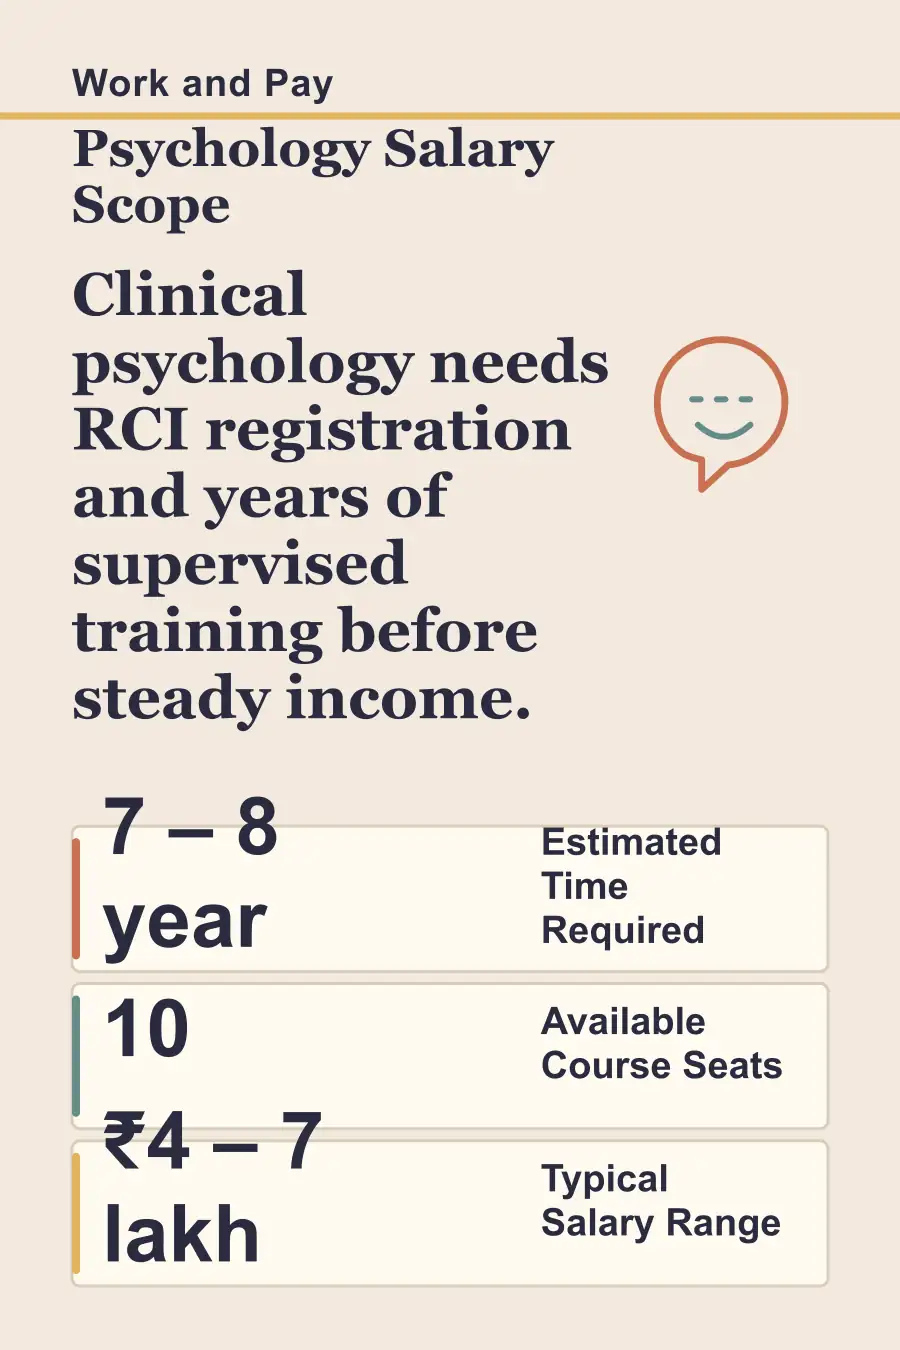 Work and Pay
Psychology Salary
Scope
Clinical
psychology needs
RCI registration
and years of
supervised
training before
steady income.
7 – 8
year
Estimated
Time
Required
10
Available
Course Seats
₹4 – 7
lakh
Typical
Salary Range